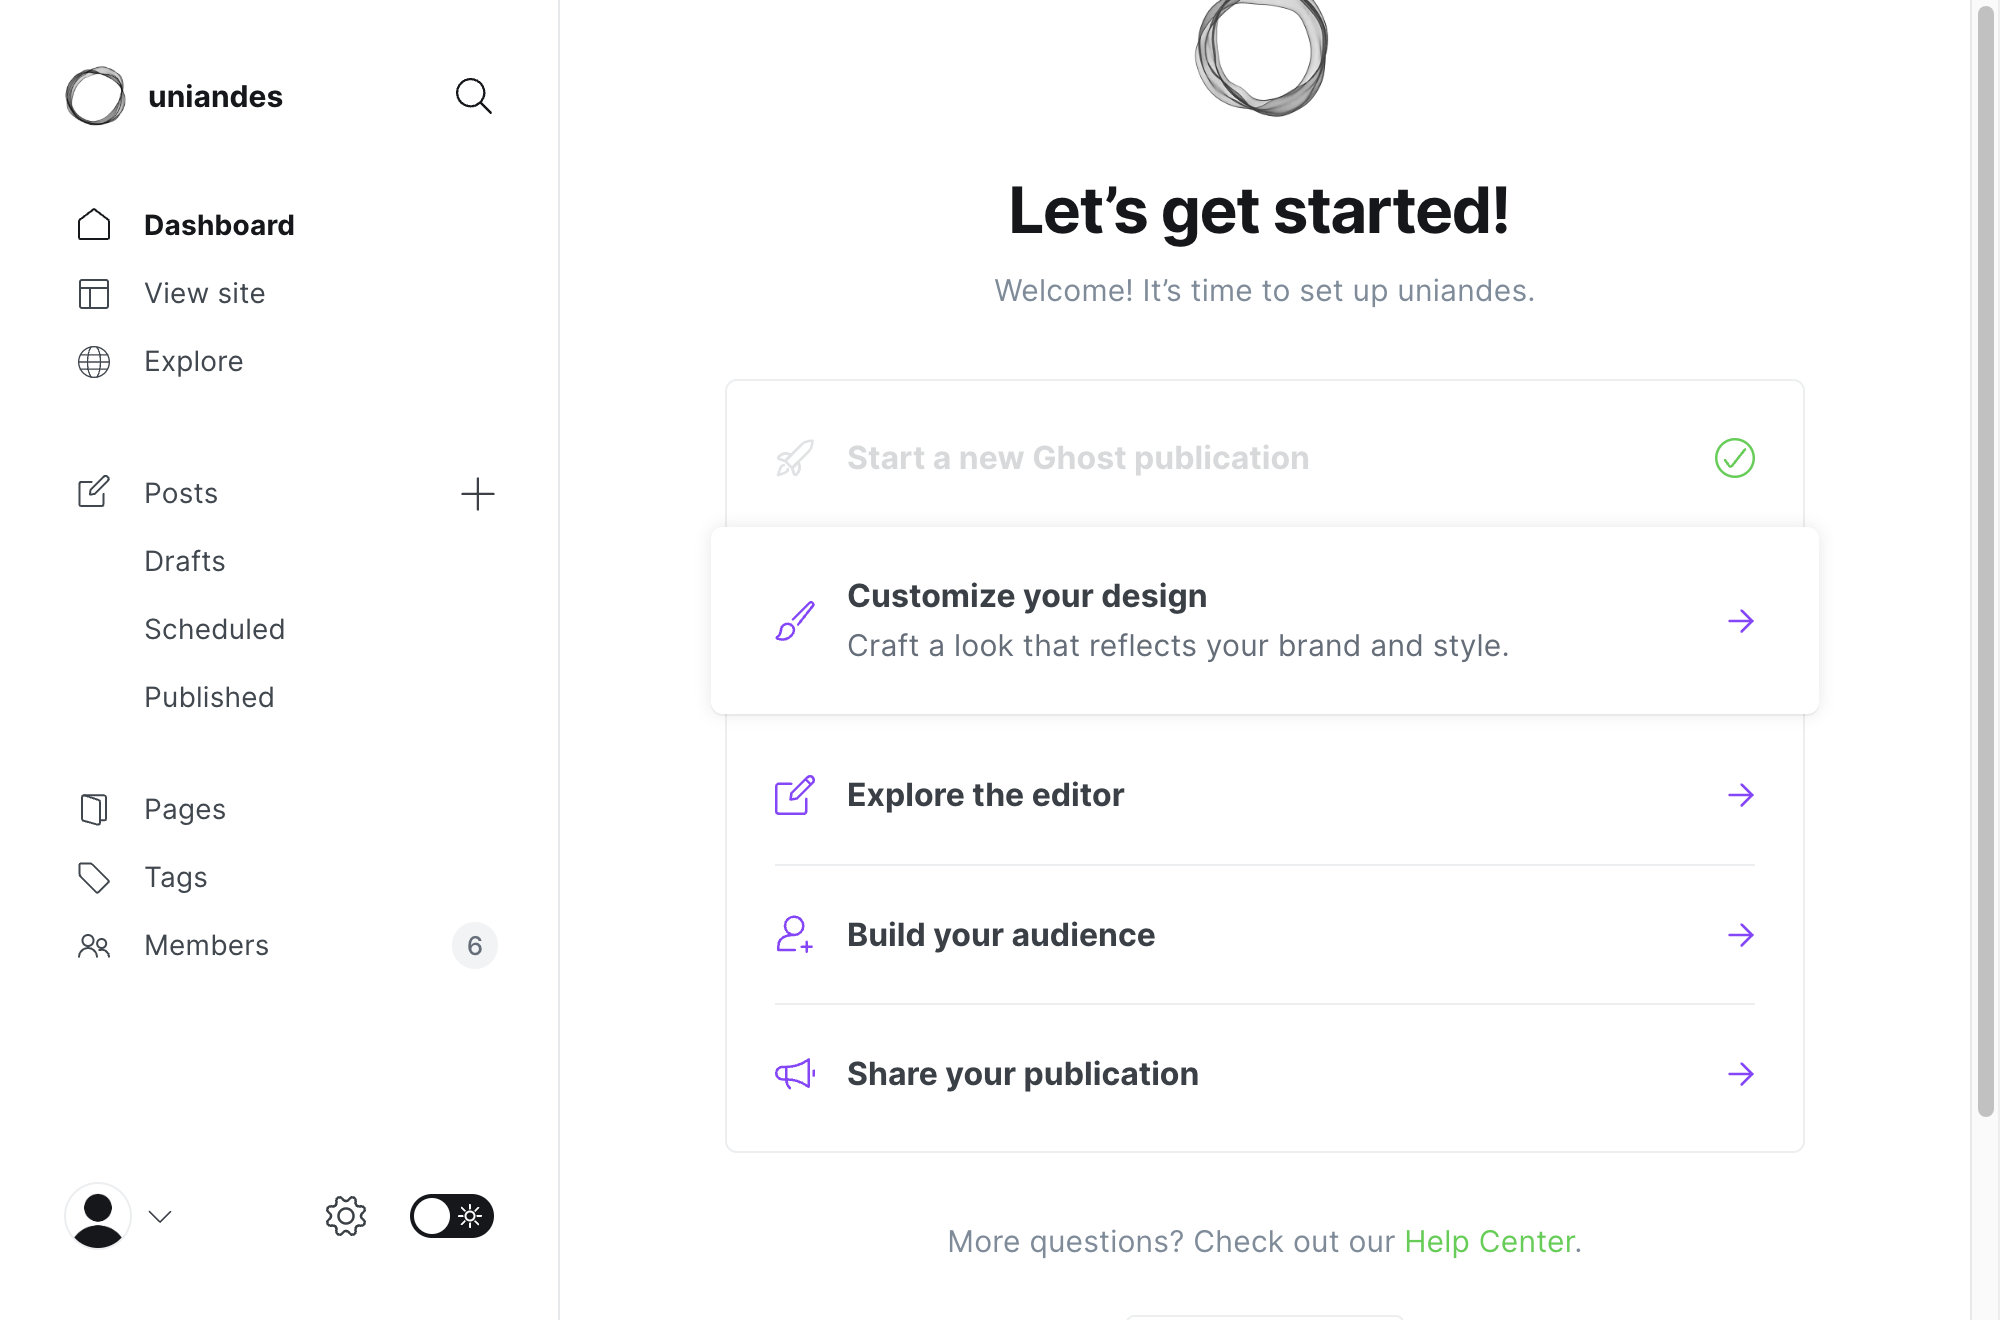 uniandes
Dashboard
View site
Explore
Posts
Drafts
Scheduled
Published
Pages
Tags
Members
6
Let’s get started!
Welcome! It’s time to set up uniandes.
Start a new Ghost publication
Customize your design
Craft a look that reflects your brand and style.
Explore the editor
Build your audience
Share your publication
More questions? Check out our Help Center.